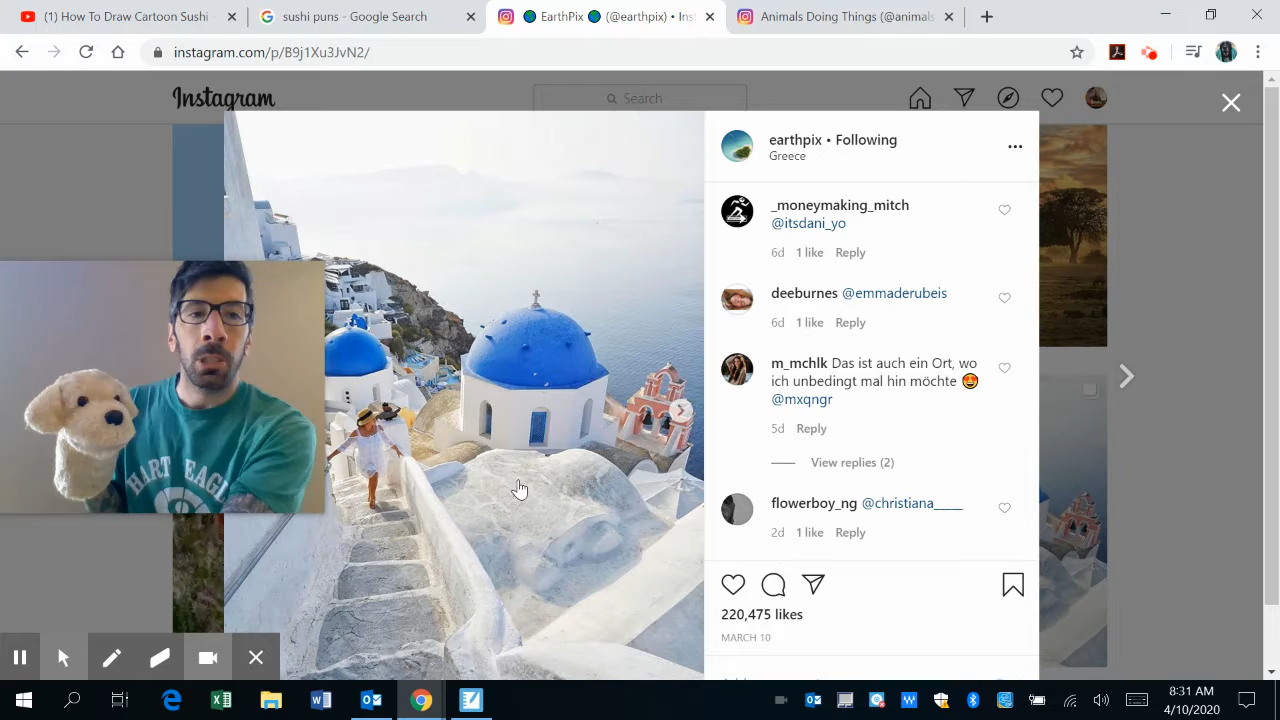 How To Draw Cartoon Sushi
sushi puns - Google Search
EarthPix (@earthpix) • Ins
Animals Doing Things (@animals
instagram.com/p/B9j1Xu3JvN2/
Instagram
Search
earthpix • Following
Greece
_moneymaking_mitch
@itsdani_yo
6d 1 like Reply
deeburnes @emmaderubeis
6d 1 like Reply
m_mchlk Das ist auch ein Ort, wo
ich unbedingt mal hin möchte 😍
@mxqngr
5d Reply
View replies (2)
flowerboy_ng @christiana_____
2d 1 like Reply
220,475 likes
MARCH 10
HART EAGL
8:31 AM
4/10/2020